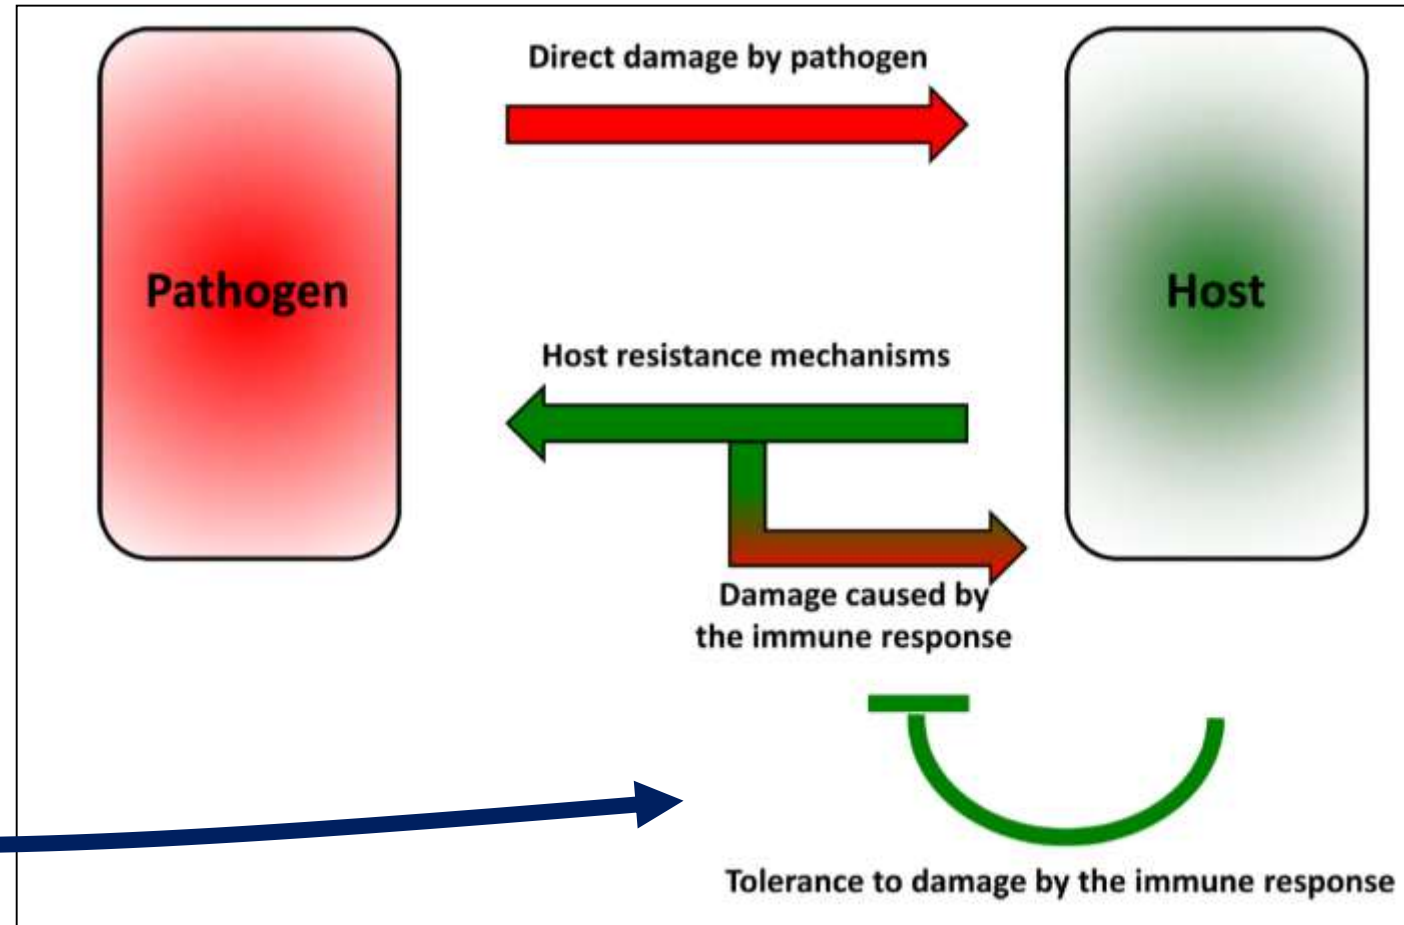 Direct damage by pathogen
Pathogen
Host
Host resistance mechanisms
Damage caused by
the immune response
Tolerance to damage by the immune response